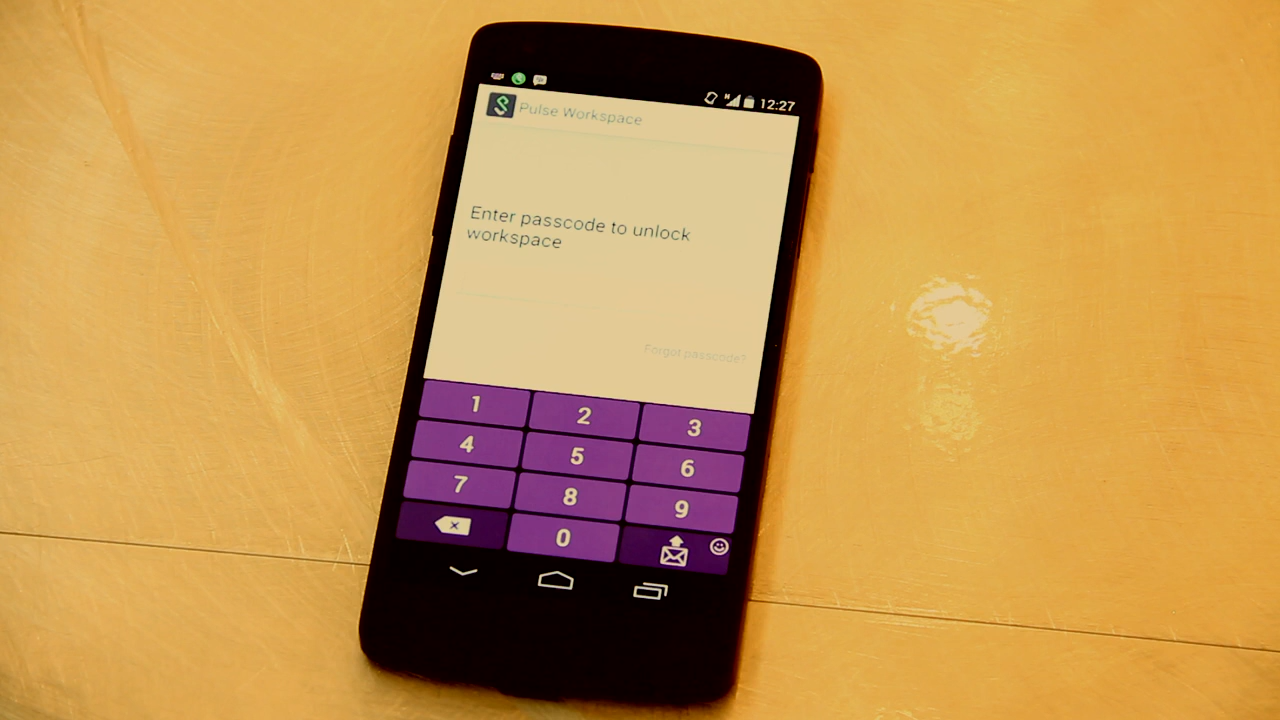 12:27
Pulse Workspace
Enter passcode to unlock
workspace
Forgot passcode?
1 2 3
4 5 6
7 8 9
0